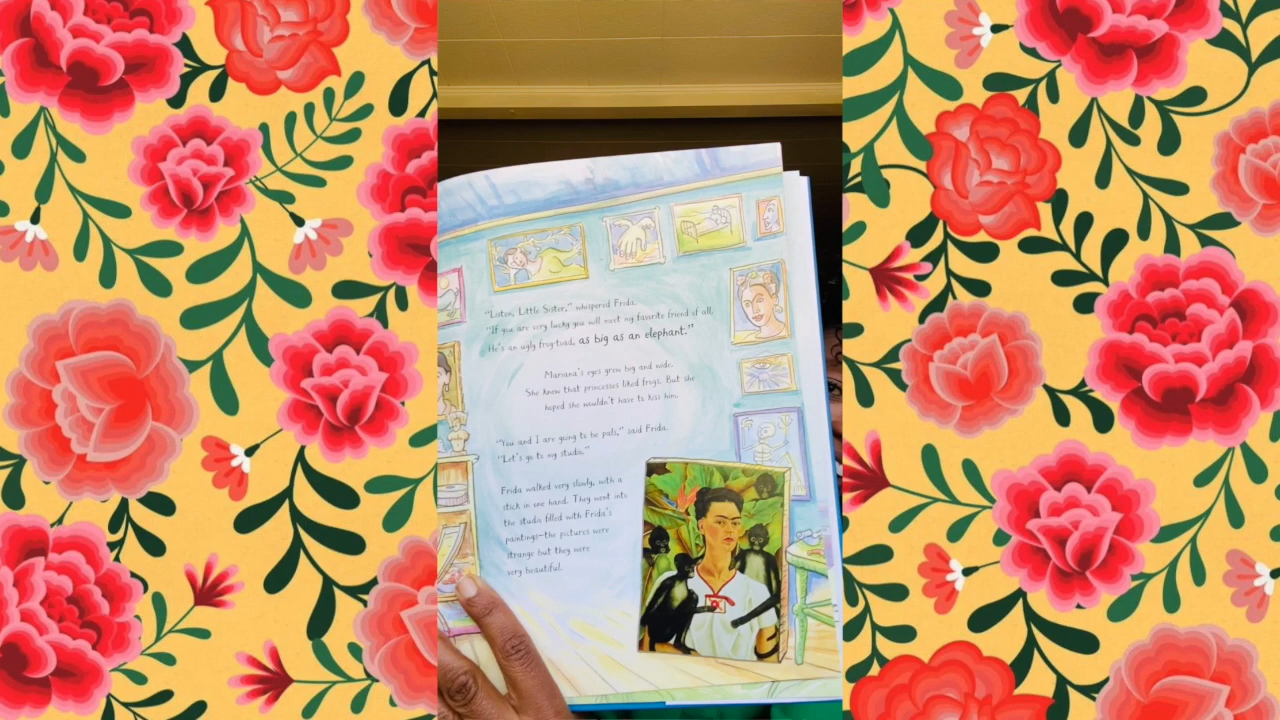 "Listen, Little Sister," whispered Frida.
"If you are very lucky you will meet my favorite friend of all.
He's an ugly frog-toad, as big as an elephant."
Mariana's eyes grew big and wide.
She knew that princesses liked frogs. But she
hoped she wouldn't have to kiss him.
"You and I are going to be pals," said Frida.
"Let's go to my studio."
Frida walked very slowly, with a
stick in one hand. They went into
the studio filled with Frida's
paintings—the pictures were
strange but they were
very beautiful.